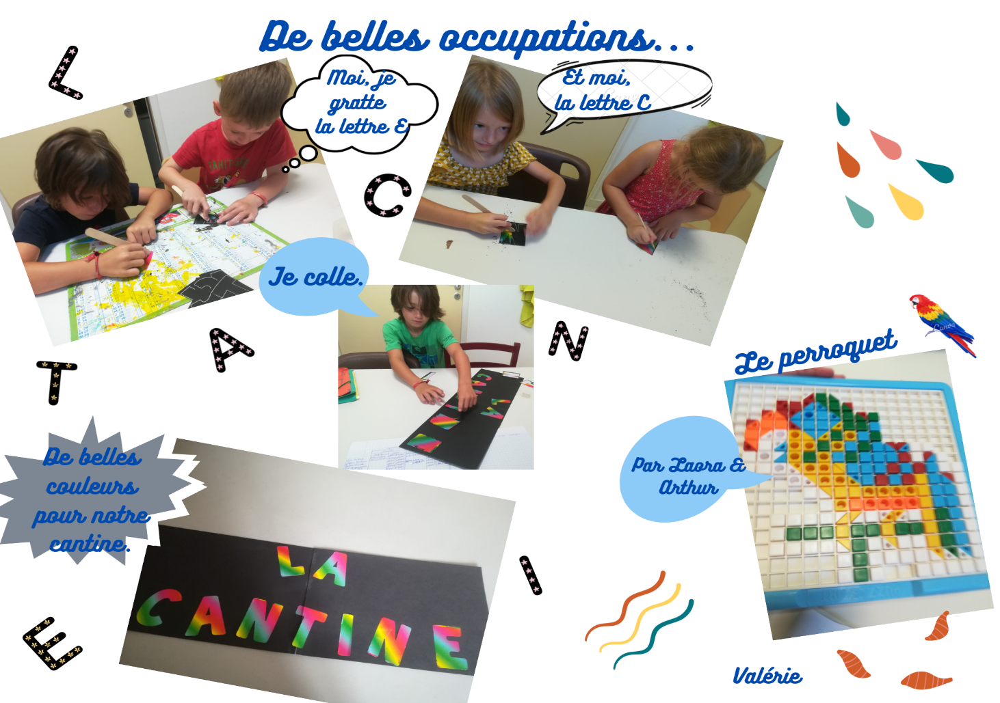 De belles occupations...
L
Moi, je
gratte
la lettre E
Et moi,
la lettre C
C
Je colle.
A
N
T
Le perroquet
Canva
De belles
couleurs
pour notre
cantine.
Par Laora &
Arthur
LA
CANTINE
I
E
Valérie